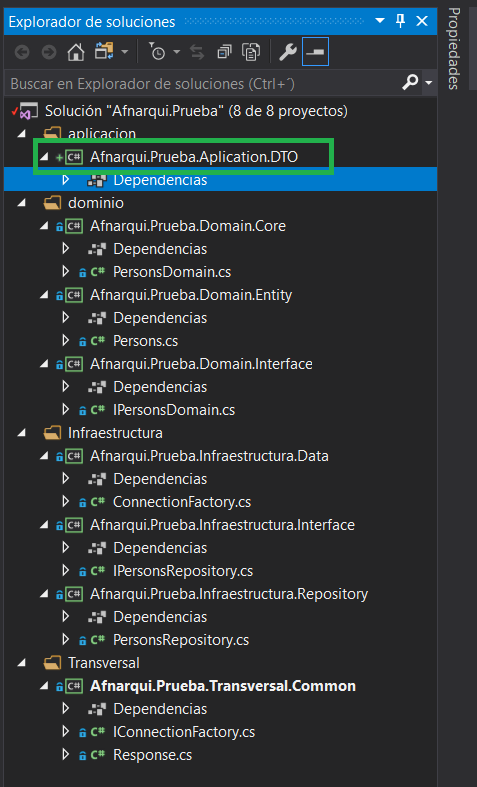 Explorador de soluciones
Buscar en Explorador de soluciones (Ctrl+´)
Solución "Afnarqui.Prueba" (8 de 8 proyectos)
aplicacion
Afnarqui.Prueba.Aplication.DTO
Dependencias
dominio
Afnarqui.Prueba.Domain.Core
Dependencias
PersonsDomain.cs
Afnarqui.Prueba.Domain.Entity
Dependencias
Persons.cs
Afnarqui.Prueba.Domain.Interface
Dependencias
IPersonsDomain.cs
Infraestructura
Afnarqui.Prueba.Infraestructura.Data
Dependencias
ConnectionFactory.cs
Afnarqui.Prueba.Infraestructura.Interface
Dependencias
IPersonsRepository.cs
Afnarqui.Prueba.Infraestructura.Repository
Dependencias
PersonsRepository.cs
Transversal
Afnarqui.Prueba.Transversal.Common
Dependencias
IConnectionFactory.cs
Response.cs
Propiedades